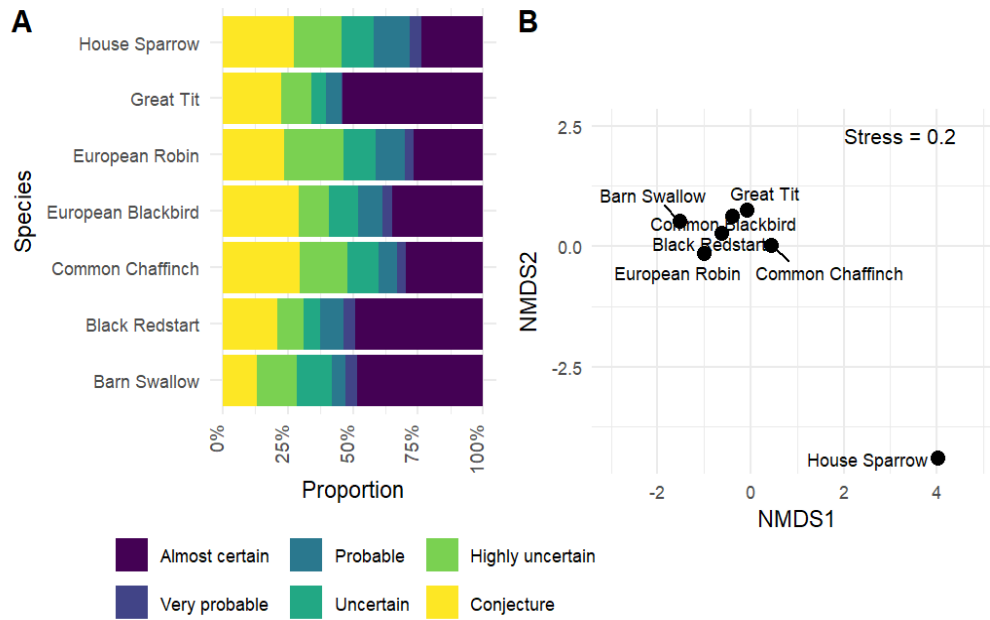 A
Species
House Sparrow
Great Tit
European Robin
European Blackbird
Common Chaffinch
Black Redstart
Barn Swallow
0%
25%
50%
75%
100%
Proportion
B
NMDS2
2.5
0.0
-2.5
Stress = 0.2
Barn Swallow
Great Tit
Common Blackbird
Black Redstart
European Robin
Common Chaffinch
House Sparrow
-2
0
2
4
NMDS1
Almost certain
Probable
Highly uncertain
Very probable
Uncertain
Conjecture